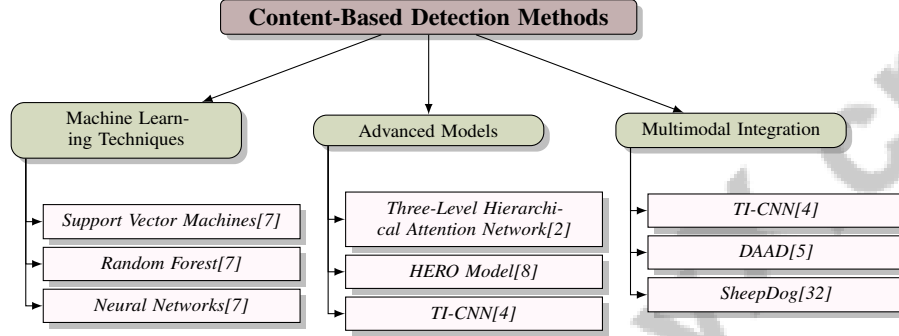 Content-Based Detection Methods
Machine Learn-
ing Techniques
Support Vector Machines[7]
Random Forest[7]
Neural Networks[7]
Advanced Models
Three-Level Hierarchi-
cal Attention Network[2]
HERO Model[8]
TI-CNN[4]
Multimodal Integration
TI-CNN[4]
DAAD[5]
SheepDog[32]